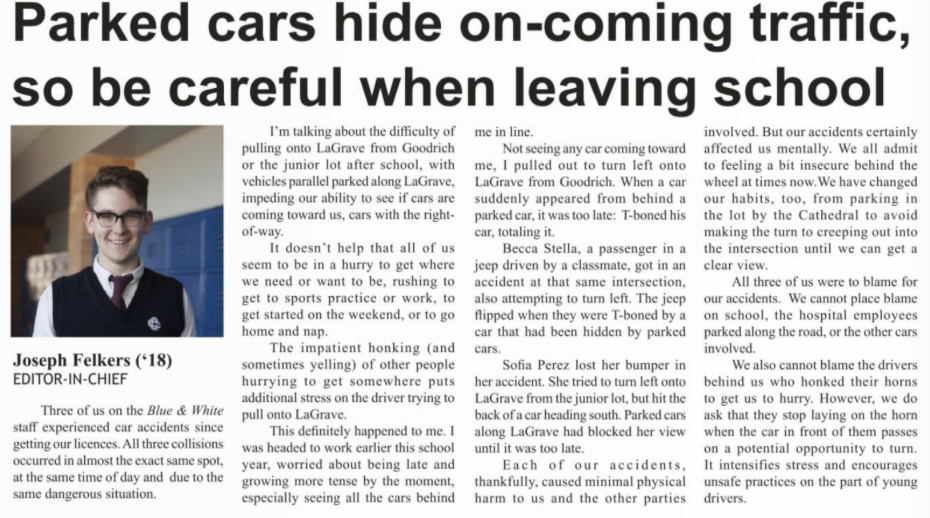 Parked cars hide on-coming traffic,
so be careful when leaving school
Joseph Felkers (‘18)
EDITOR-IN-CHIEF
Three of us on the Blue & White
staff experienced car accidents since
getting our licences. All three collisions
occurred in almost the exact same spot,
at the same time of day and due to the
same dangerous situation.
I’m talking about the difficulty of
pulling onto LaGrave from Goodrich
or the junior lot after school, with
vehicles parallel parked along LaGrave,
impeding our ability to see if cars are
coming toward us, cars with the right-
of-way.
It doesn’t help that all of us
seem to be in a hurry to get where
we need or want to be, rushing to
get to sports practice or work, to
get started on the weekend, or to go
home and nap.
The impatient honking (and
sometimes yelling) of other people
hurrying to get somewhere puts
additional stress on the driver trying to
pull onto LaGrave.
This definitely happened to me. I
was headed to work earlier this school
year, worried about being late and
growing more tense by the moment,
especially seeing all the cars behind
me in line.
Not seeing any car coming toward
me, I pulled out to turn left onto
LaGrave from Goodrich. When a car
suddenly appeared from behind a
parked car, it was too late: T-boned his
car, totaling it.
Becca Stella, a passenger in a
jeep driven by a classmate, got in an
accident at that same intersection,
also attempting to turn left. The jeep
flipped when they were T-boned by a
car that had been hidden by parked
cars.
Sofia Perez lost her bumper in
her accident. She tried to turn left onto
LaGrave from the junior lot, but hit the
back of a car heading south. Parked cars
along LaGrave had blocked her view
until it was too late.
Each of our accidents,
thankfully, caused minimal physical
harm to us and the other parties
involved. But our accidents certainly
affected us mentally. We all admit
to feeling a bit insecure behind the
wheel at times now.We have changed
our habits, too, from parking in
the lot by the Cathedral to avoid
making the turn to creeping out into
the intersection until we can get a
clear view.
All three of us were to blame for
our accidents. We cannot place blame
on school, the hospital employees
parked along the road, or the other cars
involved.
We also cannot blame the drivers
behind us who honked their horns
to get us to hurry. However, we do
ask that they stop laying on the horn
when the car in front of them passes
on a potential opportunity to turn.
It intensifies stress and encourages
unsafe practices on the part of young
drivers.